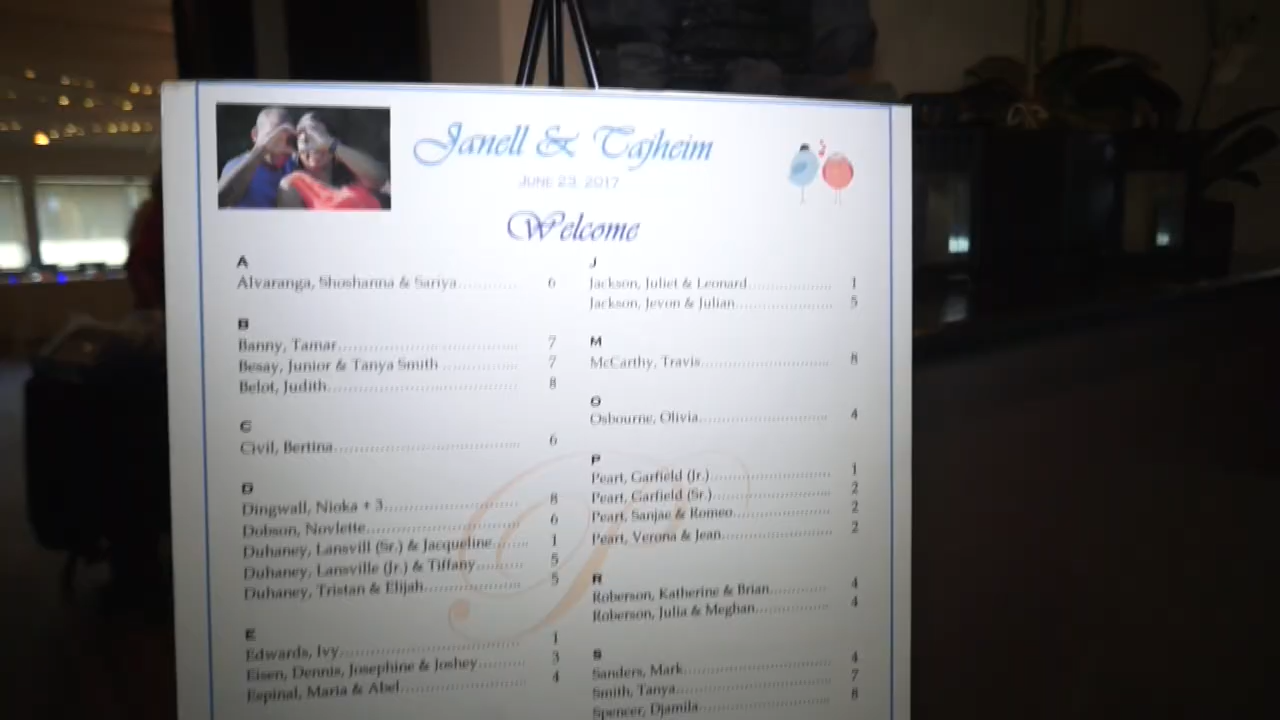 Janell & Tajheim
JUNE 23, 2017
Welcome
A
Alvaranga, Shoshanna & Sariya.................. 6
B
Banny, Tamar.................. 7
Besay, Junior & Tanya Smith.................. 7
Belot, Judith.................. 8
C
Civil, Bertina.................. 6
D
Dingwall, Nioka + 3.................. 8
Dobson, Novlette.................. 6
Duhaney, Lansvill (Sr.) & Jacqueline.................. 1
Duhaney, Lansville (Jr.) & Tiffany.................. 5
Duhaney, Tristan & Elijah.................. 5
E
Edwards, Ivy.................. 1
Eisen, Dennis, Josephine & Joshey.................. 3
Espinal, Maria & Abel.................. 4
J
Jackson, Juliet & Leonard.................. 1
Jackson, Jevon & Julian.................. 5
M
McCarthy, Travis.................. 8
O
Osbourne, Olivia.................. 4
P
Peart, Garfield (Jr.).................. 1
Peart, Garfield (Sr.).................. 2
Peart, Sanjae & Romeo.................. 2
Peart, Verona & Jean.................. 2
R
Roberson, Katherine & Brian.................. 4
Roberson, Julia & Meghan.................. 4
S
Sanders, Mark.................. 4
Smith, Tanya.................. 7
Spencer, Djamila.................. 8